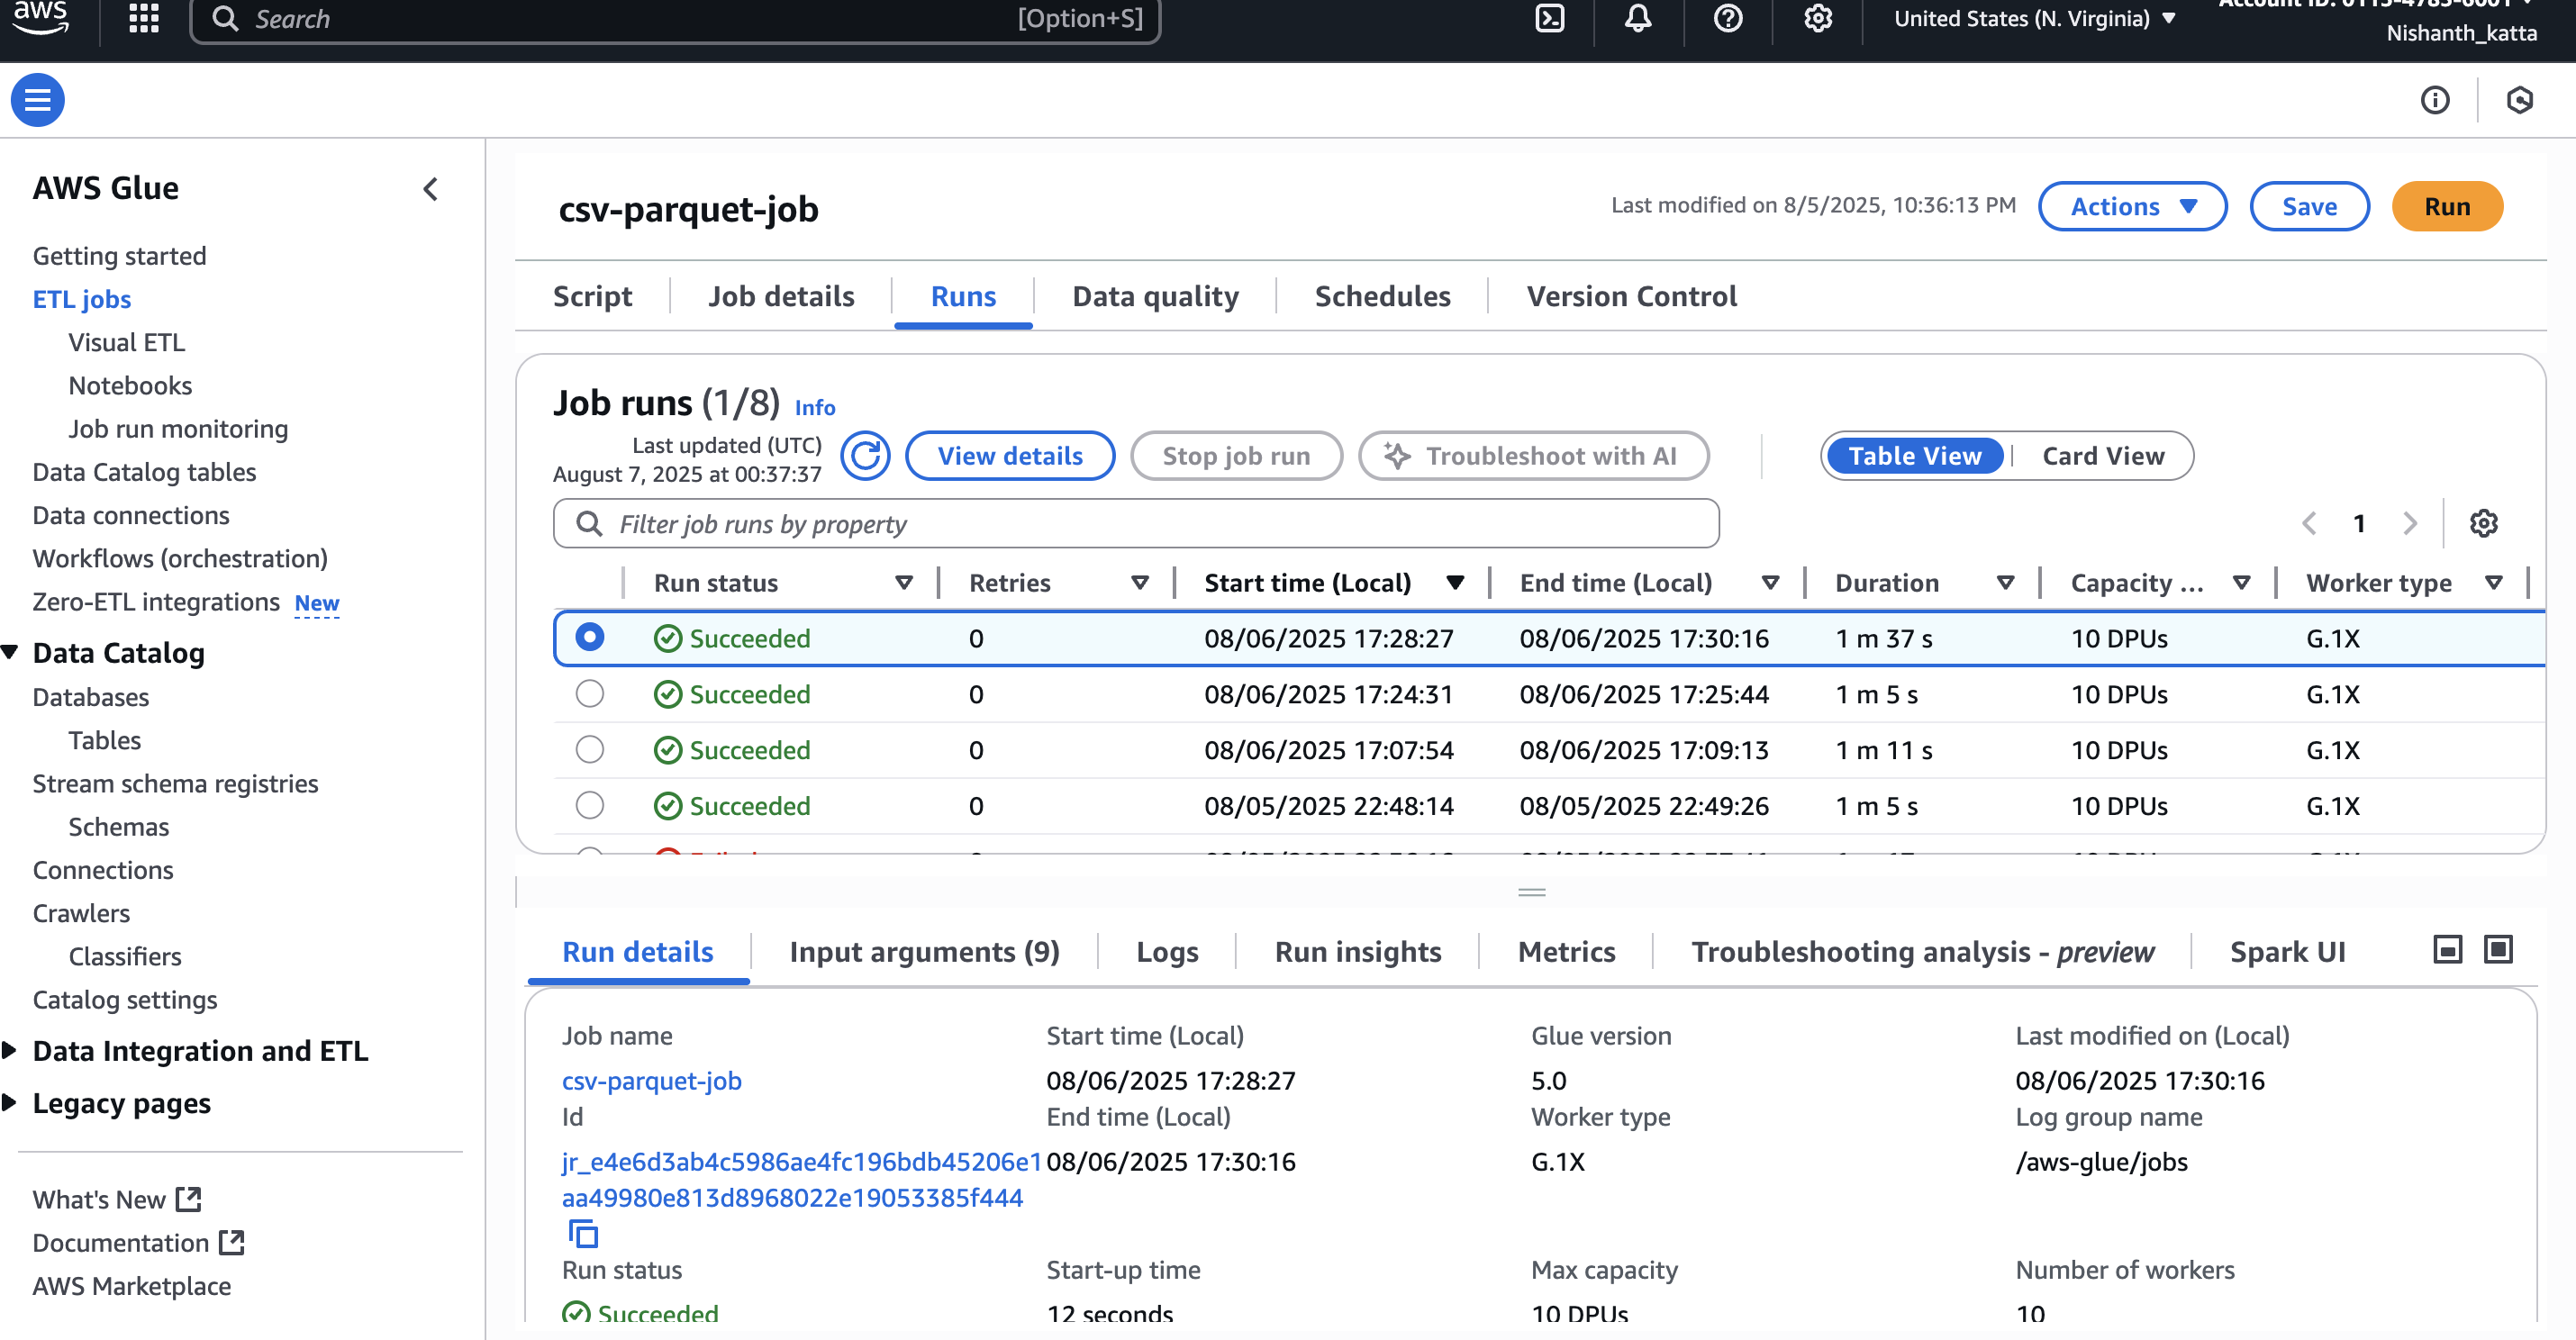 aws
Search
[Option+S]
United States (N. Virginia)
Nishanth_katta
AWS Glue
Getting started
ETL jobs
Visual ETL
Notebooks
Job run monitoring
Data Catalog tables
Data connections
Workflows (orchestration)
Zero-ETL integrations New
Data Catalog
Databases
Tables
Stream schema registries
Schemas
Connections
Crawlers
Classifiers
Catalog settings
Data Integration and ETL
Legacy pages
What's New
Documentation
AWS Marketplace
csv-parquet-job
Last modified on 8/5/2025, 10:36:13 PM
Actions
Save
Run
Script
Job details
Runs
Data quality
Schedules
Version Control
Job runs (1/8) Info
Last updated (UTC)
August 7, 2025 at 00:37:37
View details
Stop job run
Troubleshoot with AI
Table View
Card View
Filter job runs by property
1
Run status Retries Start time (Local) End time (Local) Duration Capacity ... Worker type
Succeeded 0 08/06/2025 17:28:27 08/06/2025 17:30:16 1 m 37 s 10 DPUs G.1X
Succeeded 0 08/06/2025 17:24:31 08/06/2025 17:25:44 1 m 5 s 10 DPUs G.1X
Succeeded 0 08/06/2025 17:07:54 08/06/2025 17:09:13 1 m 11 s 10 DPUs G.1X
Succeeded 0 08/05/2025 22:48:14 08/05/2025 22:49:26 1 m 5 s 10 DPUs G.1X
Run details
Input arguments (9)
Logs
Run insights
Metrics
Troubleshooting analysis - preview
Spark UI
Job name Start time (Local) Glue version Last modified on (Local)
csv-parquet-job 08/06/2025 17:28:27 5.0 08/06/2025 17:30:16
Id End time (Local) Worker type Log group name
jr_e4e6d3ab4c5986ae4fc196bdb45206e1 08/06/2025 17:30:16 G.1X /aws-glue/jobs
aa49980e813d8968022e19053385f444
Run status Start-up time Max capacity Number of workers
Succeeded 12 seconds 10 DPUs 10